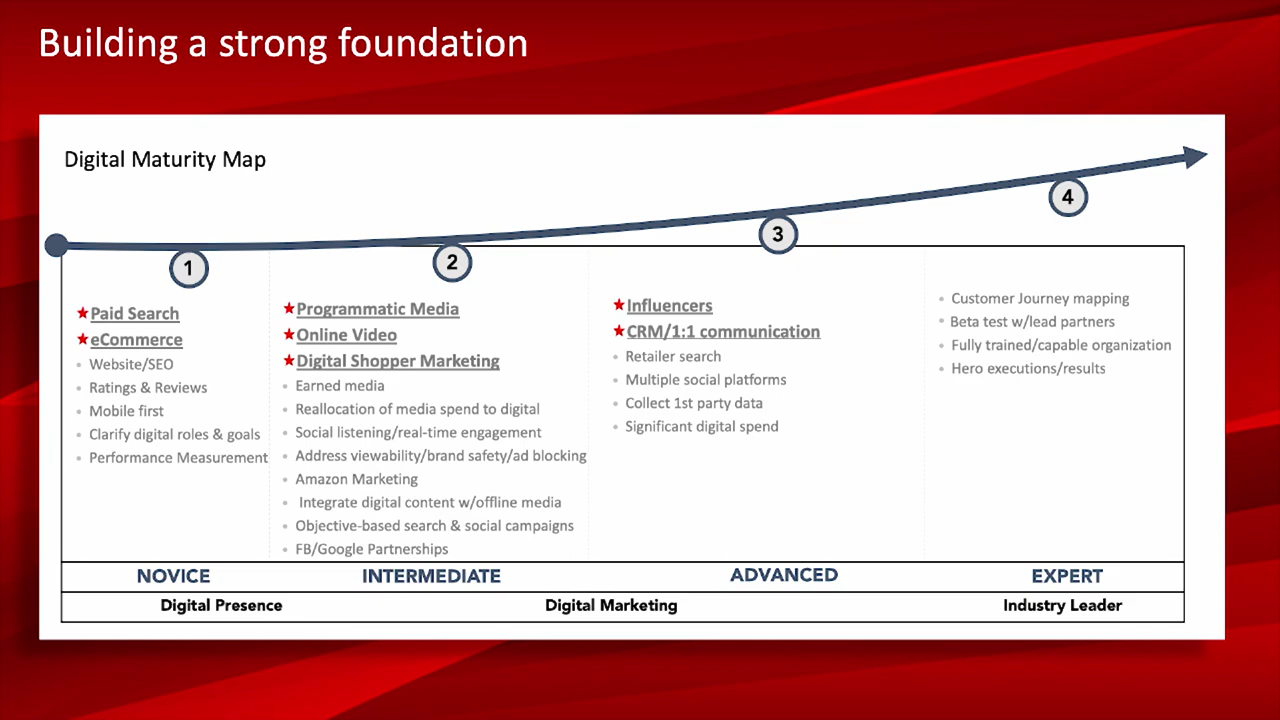 Building a strong foundation
Digital Maturity Map
1
2
3
4
Paid Search
eCommerce
Website/SEO
Ratings & Reviews
Mobile first
Clarify digital roles & goals
Performance Measurement
Programmatic Media
Online Video
Digital Shopper Marketing
Earned media
Reallocation of media spend to digital
Social listening/real-time engagement
Address viewability/brand safety/ad blocking
Amazon Marketing
Integrate digital content w/offline media
Objective-based search & social campaigns
FB/Google Partnerships
Influencers
CRM/1:1 communication
Retailer search
Multiple social platforms
Collect 1st party data
Significant digital spend
Customer Journey mapping
Beta test w/lead partners
Fully trained/capable organization
Hero executions/results
NOVICE
INTERMEDIATE
ADVANCED
EXPERT
Digital Presence
Digital Marketing
Industry Leader